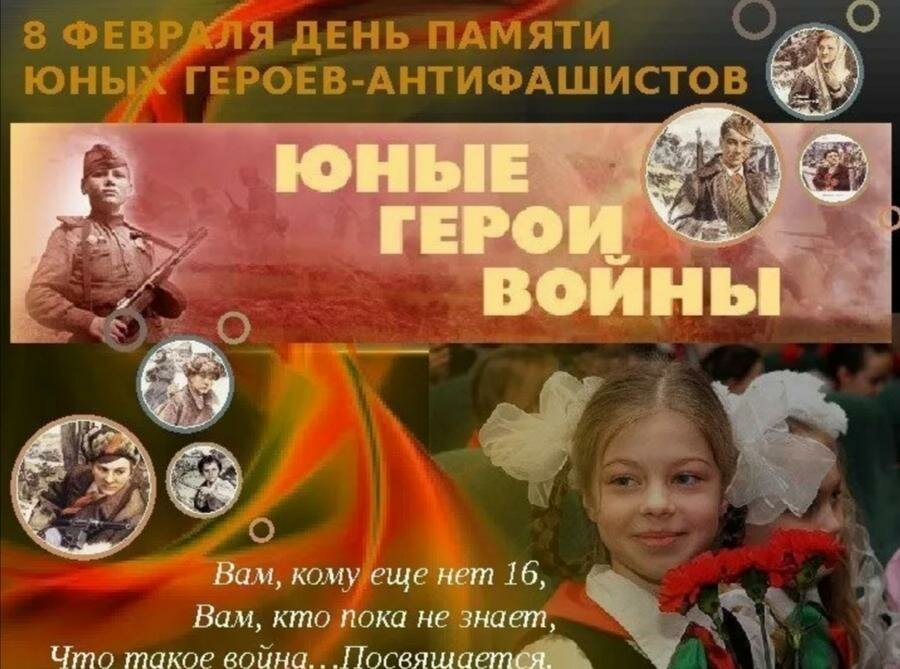 8 ФЕВРАЛЯ ДЕНЬ ПАМЯТИ
ЮНЫХ ГЕРОЕВ-АНТИФАШИСТОВ
ЮНЫЕ
ГЕРОИ
ВОЙНЫ
Вам, кому еще нет 16,
Вам, кто пока не знает,
Что такое война...Посвящается.